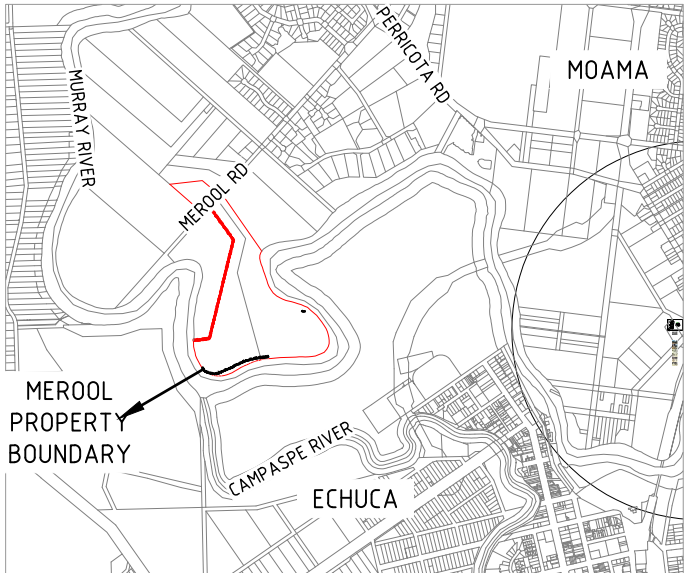 PERRICOTA RD
MOAMA
MURRAY RIVER
MEROOL RD
MEROOL
PROPERTY
BOUNDARY
CAMPASPE RIVER
ECHUCA